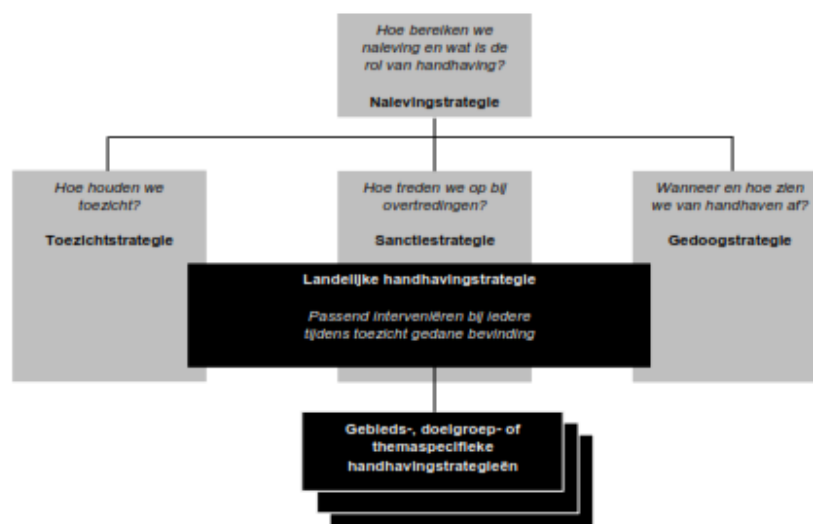 Hoe bereiken we
naleving en wat is de
rol van handhaving?
Nalevingstrategie
Hoe houden we
toezicht?
Toezichtstrategie
Hoe treden we op bij
overtredingen?
Sanctiestrategie
Wanneer en hoe zien
we van handhaven af?
Gedoogstrategie
Landelijke handhavingstrategie
Passend interveniëren bij iedere
tijdens toezicht gedane bevinding
Gebieds-, doelgroep- of
themaspecifieke
handhavingstrategieën